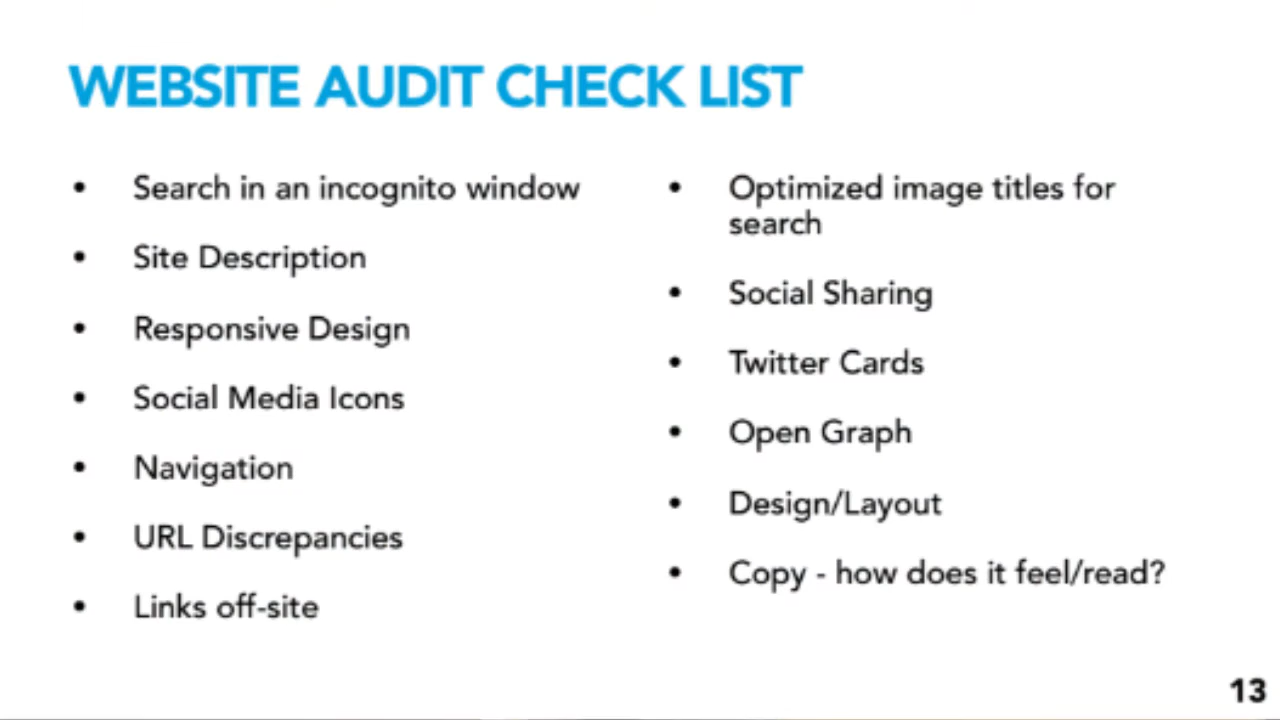 WEBSITE AUDIT CHECK LIST
• Search in an incognito window
• Site Description
• Responsive Design
• Social Media Icons
• Navigation
• URL Discrepancies
• Links off-site
• Optimized image titles for
search
• Social Sharing
• Twitter Cards
• Open Graph
• Design/Layout
• Copy - how does it feel/read?
13